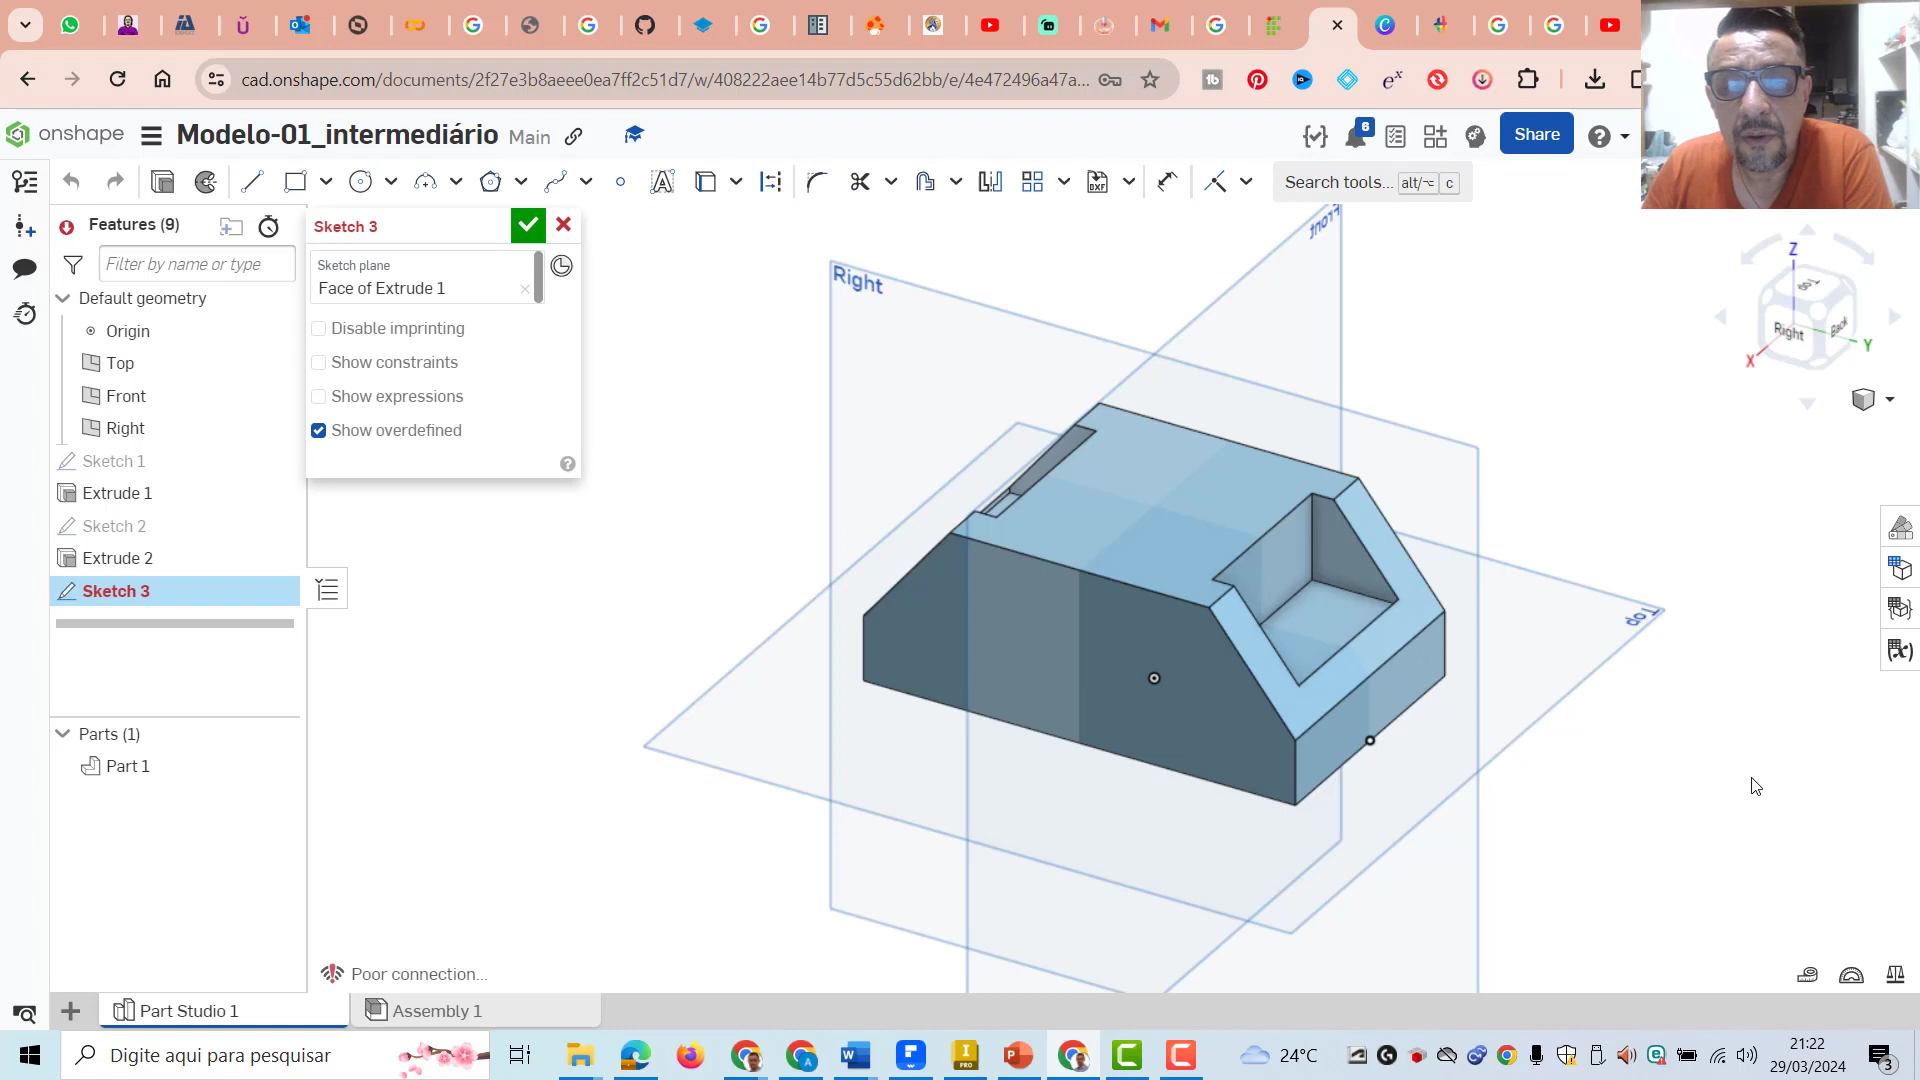 cad.onshape.com/documents/2f27e3b8aeee0ea7ff2c51d7/w/408222aee14b77d5c55d62bb/e/4e472496a47a...
onshape
Modelo-01_intermediário
Main
6
Share
Search tools...
alt/⌥
c
Features (9)
Filter by name or type
Default geometry
Origin
Top
Front
Right
Sketch 1
Extrude 1
Sketch 2
Extrude 2
Sketch 3
Parts (1)
Part 1
Sketch 3
Sketch plane
Face of Extrude 1
Disable imprinting
Show constraints
Show expressions
Show overdefined
Right
Front
Top
Z
Top
Right
Back
X
Y
Poor connection...
Part Studio 1
Assembly 1
Digite aqui para pesquisar
24°C
21:22
29/03/2024
3